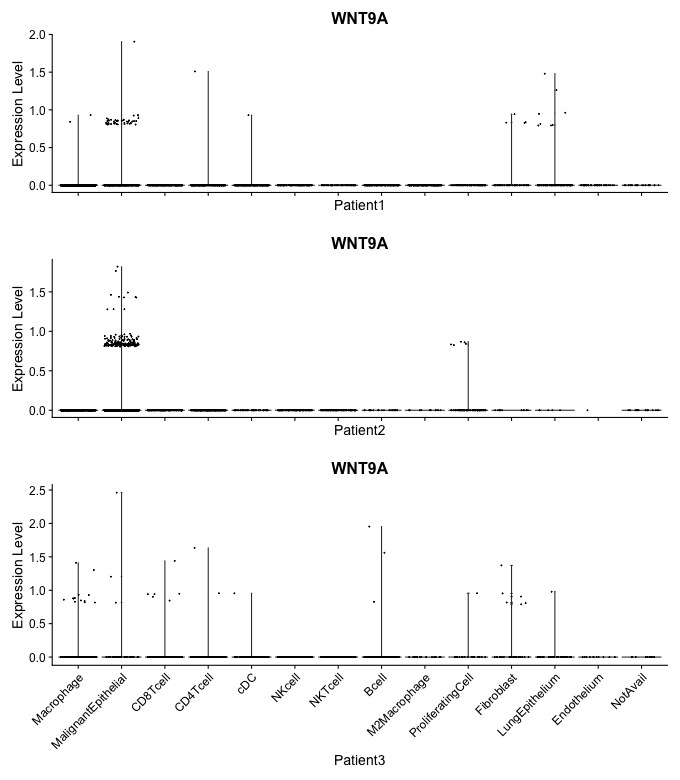 WNT9A
Expression Level
2.0
1.5
1.0
0.5
0.0
Patient1
WNT9A
Expression Level
1.5
1.0
0.5
0.0
Patient2
WNT9A
Expression Level
2.5
2.0
1.5
1.0
0.5
0.0
Macrophage
MalignantEpithelial
CD8Tcell
CD4Tcell
cDC
NKcell
NKTcell
Bcell
M2Macrophage
ProliferatingCell
Fibroblast
LungEpithelium
Endothelium
NotAvail
Patient3